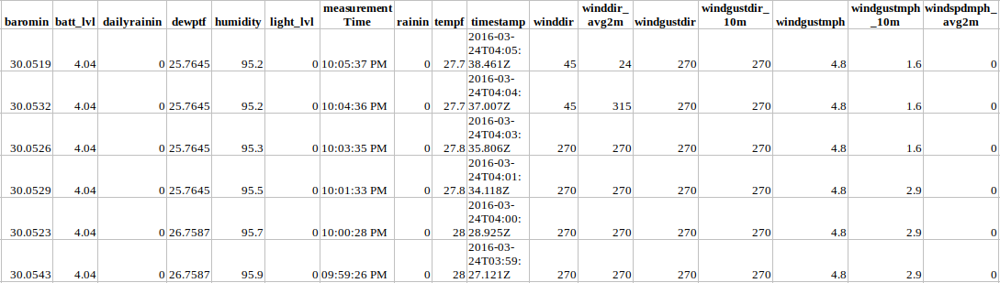 baromin batt_lvl dailyrainin dewptf humidity light_lvl measurement Time rainin tempf timestamp winddir winddir_ avg2m windgustdir windgustdir_ 10m windgustmph windgustmph _10m windspdmph_ avg2m
30.0519 4.04 0 25.7645 95.2 0 10:05:37 PM 0 27.7 2016-03-24T04:05:38.461Z 45 24 270 270 4.8 1.6 0
30.0532 4.04 0 25.7645 95.2 0 10:04:36 PM 0 27.7 2016-03-24T04:04:37.007Z 45 315 270 270 4.8 1.6 0
30.0526 4.04 0 25.7645 95.3 0 10:03:35 PM 0 27.8 2016-03-24T04:03:35.806Z 270 270 270 270 4.8 1.6 0
30.0529 4.04 0 25.7645 95.5 0 10:01:33 PM 0 27.8 2016-03-24T04:01:34.118Z 270 270 270 270 4.8 2.9 0
30.0523 4.04 0 26.7587 95.7 0 10:00:28 PM 0 28 2016-03-24T04:00:28.925Z 270 270 270 270 4.8 2.9 0
30.0543 4.04 0 26.7587 95.9 0 09:59:26 PM 0 28 2016-03-24T03:59:27.121Z 270 270 270 270 4.8 2.9 0